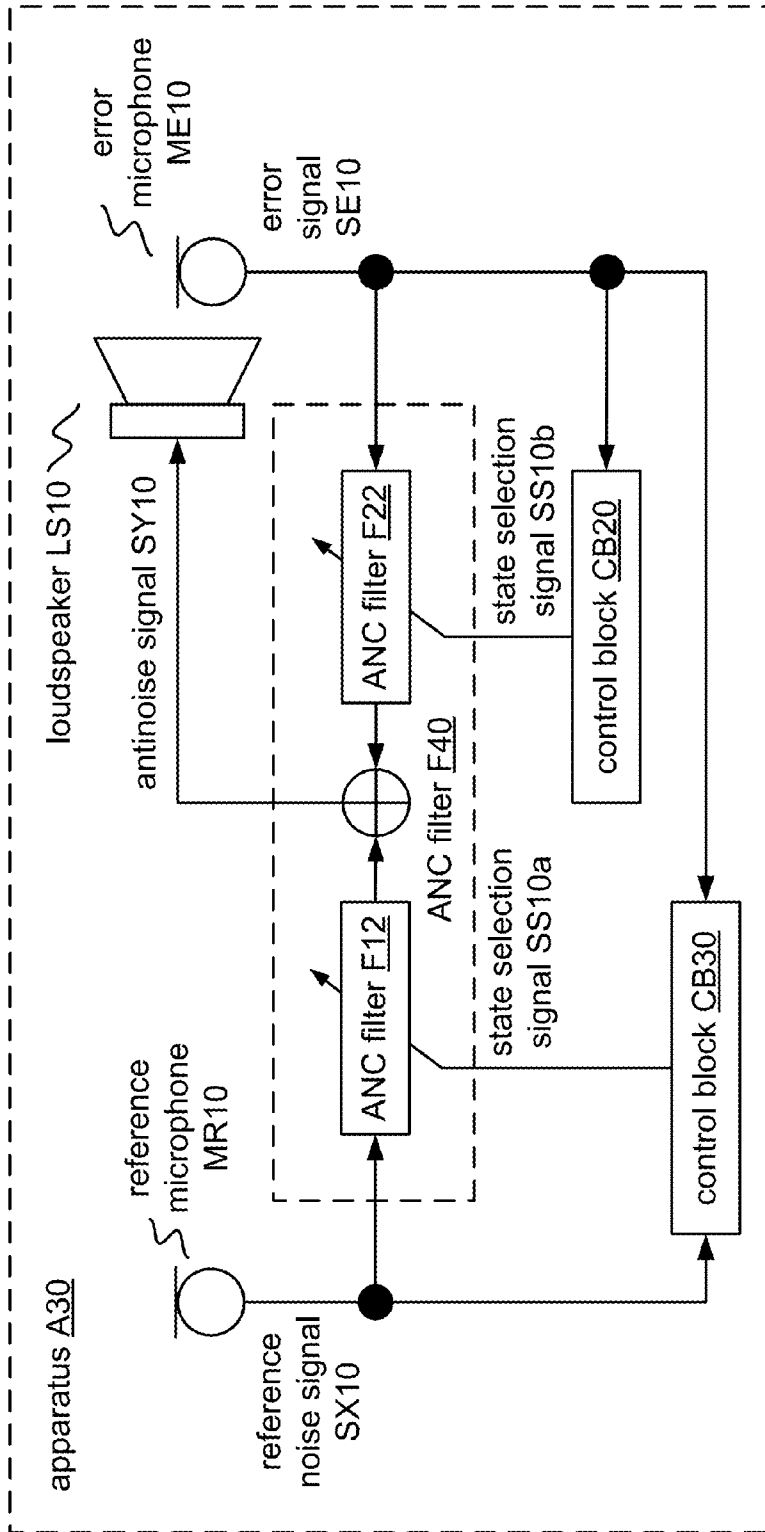 apparatus A30
reference
microphone
MR10
loudspeaker LS10
error
microphone
ME10
antinoise signal SY10
error
signal
SE10
reference
noise signal
SX10
ANC filter F12
ANC filter F22
ANC filter F40
state selection
signal SS10a
state selection
signal SS10b
control block CB20
control block CB30